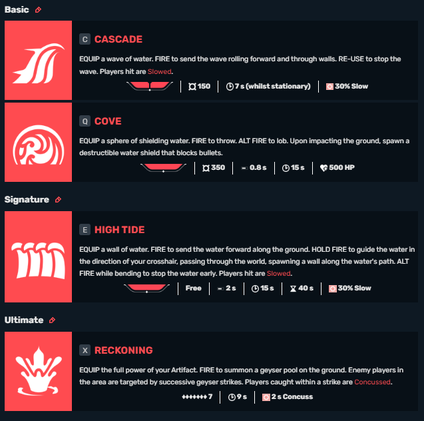 Basic
C CASCADE
EQUIP a wave of water. FIRE to send the wave rolling forward and through walls. RE-USE to stop the
wave. Players hit are Slowed.
150 7 s (whilst stationary) 30% Slow
Q COVE
EQUIP a sphere of shielding water. FIRE to throw. ALT FIRE to lob. Upon impacting the ground, spawn a
destructible water shield that blocks bullets.
350 0.8 s 15 s 500 HP
Signature
E HIGH TIDE
EQUIP a wall of water. FIRE to send the water forward along the ground. HOLD FIRE to guide the water in
the direction of your crosshair, passing through the world, spawning a wall along the water's path. ALT
FIRE while bending to stop the water early. Players hit are Slowed.
Free 2 s 15 s 40 s 30% Slow
Ultimate
X RECKONING
EQUIP the full power of your Artifact. FIRE to summon a geyser pool on the ground. Enemy players in
the area are targeted by successive geyser strikes. Players caught within a strike are Concussed.
7 9 s 2 s Concuss